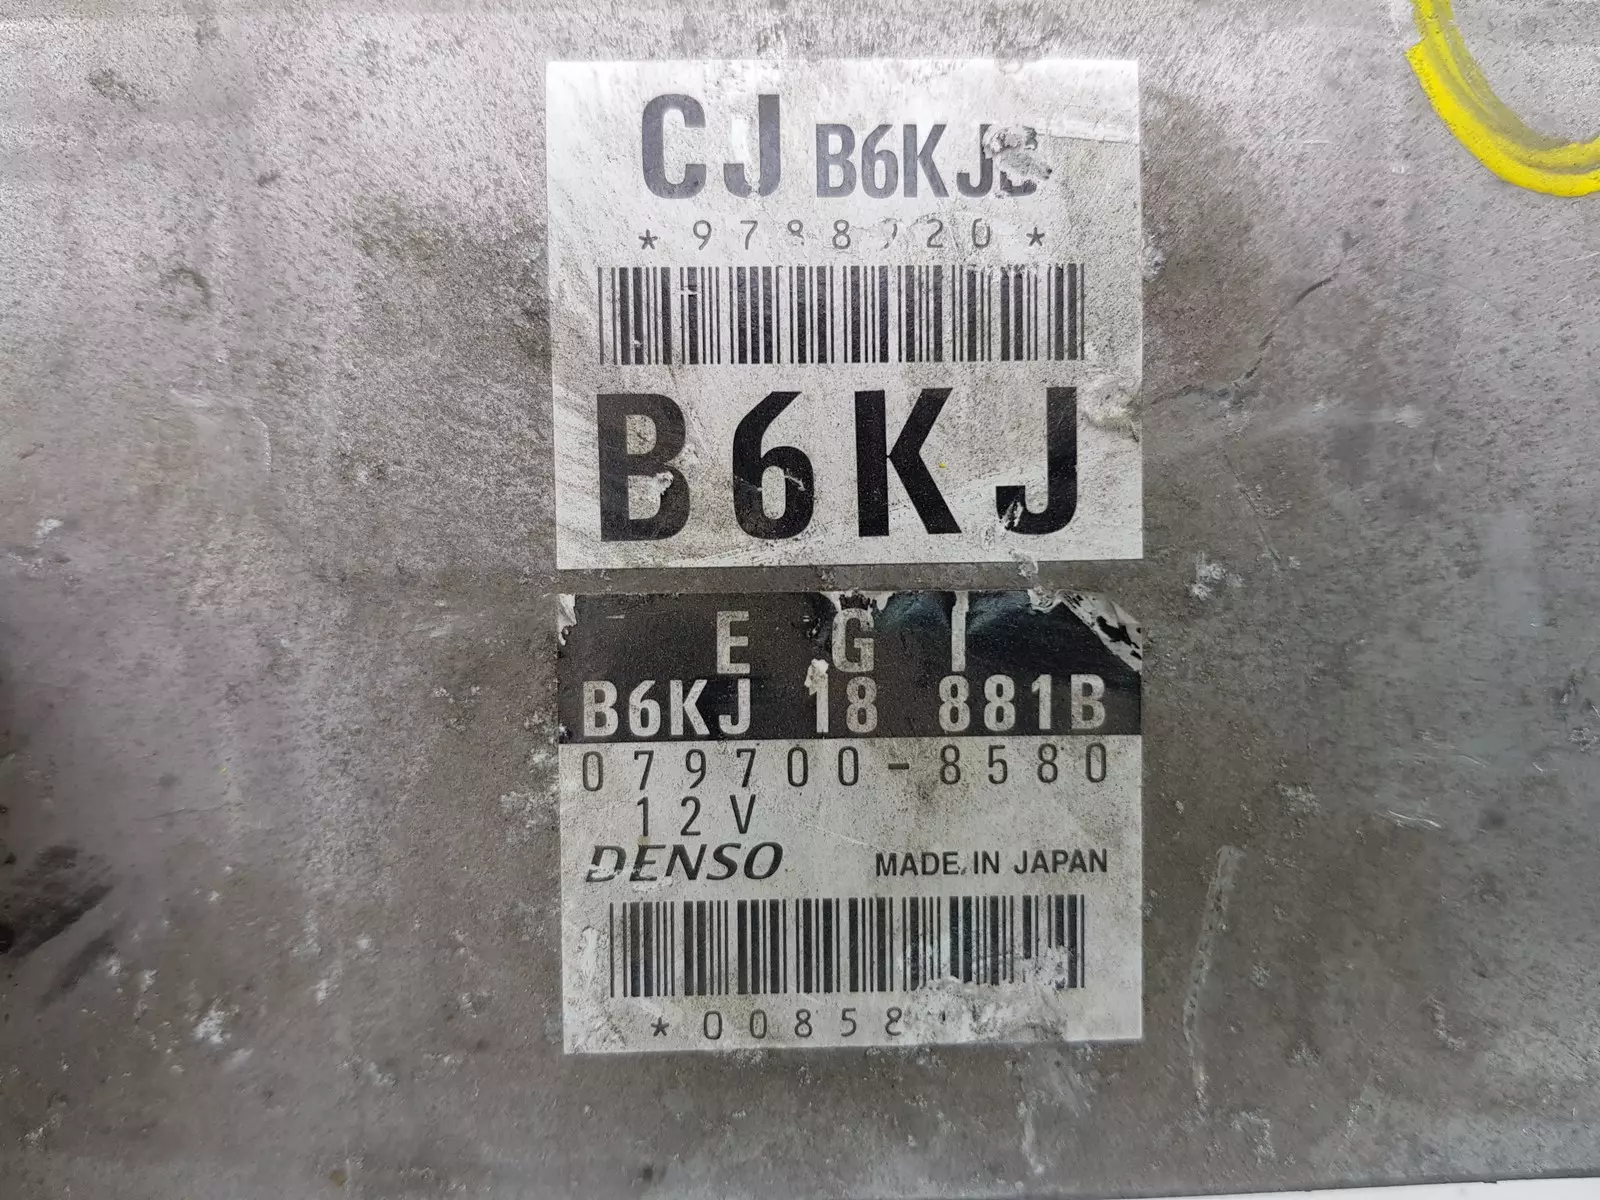 CJ B6KJ
B6KJ
EGI
B6KJ 18 881B
079700-8580
12V
DENSO MADE IN JAPAN